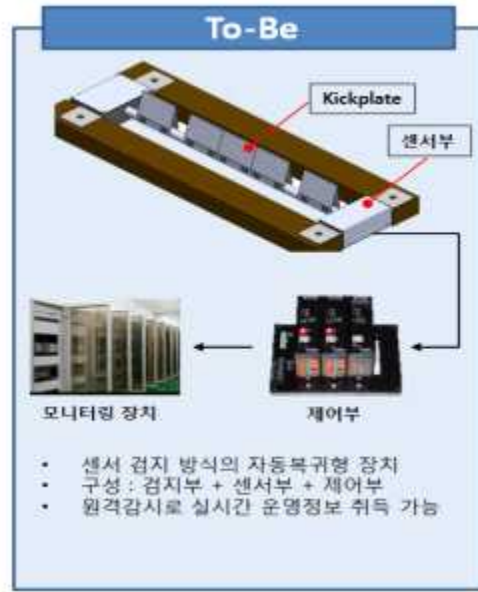 To-Be
Kickplate
센서부
모니터링 장치
제어부
• 센서 검지 방식의 자동복귀형 장치
• 구성 : 검지부 + 센서부 + 제어부
• 원격감시로 실시간 운영정보 취득 가능